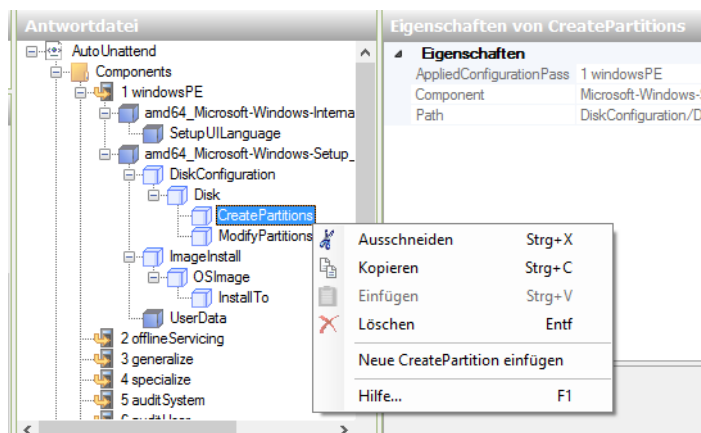 Antwortdatei
AutoUnattend
Components
1 windowsPE
amd64_Microsoft-Windows-Interna
SetupUILanguage
amd64_Microsoft-Windows-Setup_
DiskConfiguration
Disk
CreatePartitions
ModifyPartitions
ImageInstall
OSImage
InstallTo
UserData
2 offlineServicing
3 generalize
4 specialize
5 auditSystem
Eigenschaften von CreatePartitions
Eigenschaften
AppliedConfigurationPass 1 windowsPE
Component Microsoft-Windows-S
Path DiskConfiguration/D
Ausschneiden Strg+X
Kopieren Strg+C
Einfügen Strg+V
Löschen Entf
Neue CreatePartition einfügen
Hilfe... F1